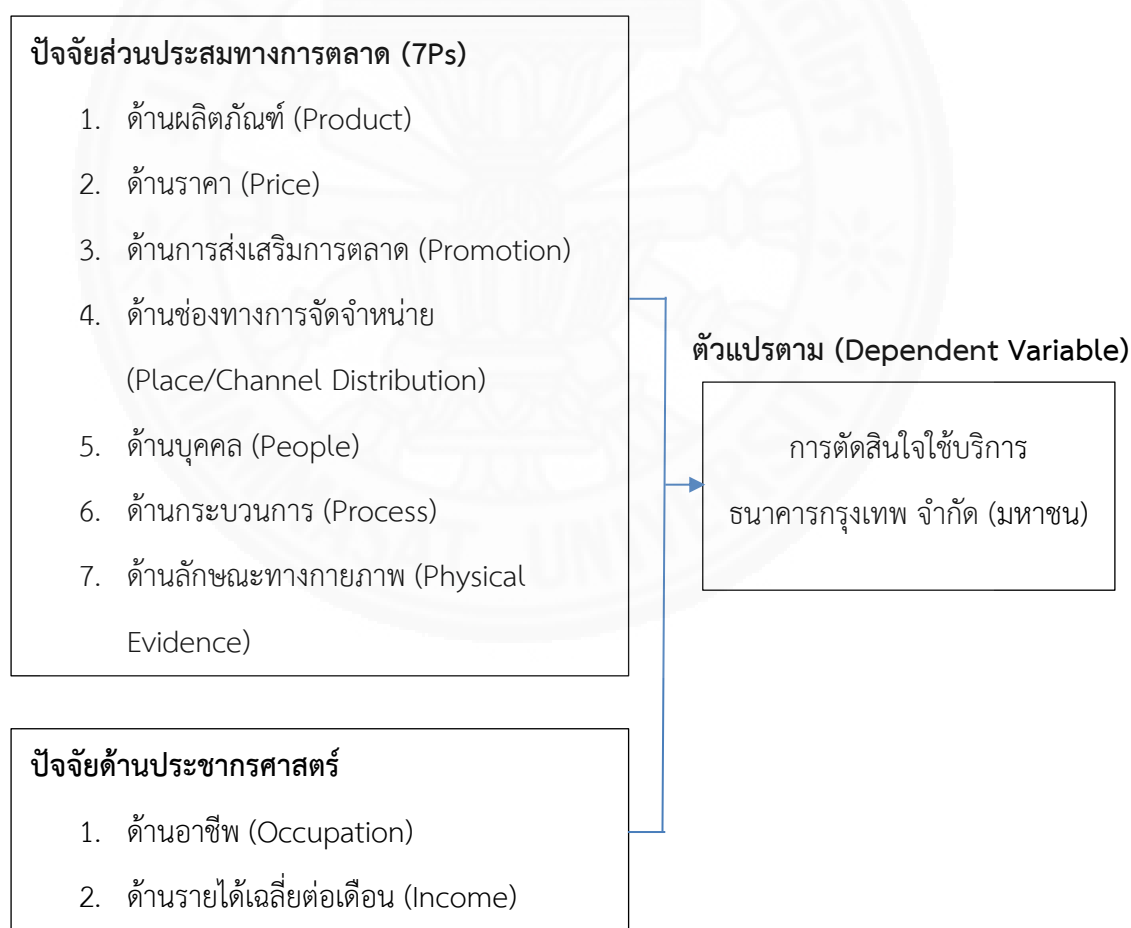 ปัจจัยส่วนประสมทางการตลาด (7Ps)
1. ด้านผลิตภัณฑ์ (Product)
2. ด้านราคา (Price)
3. ด้านการส่งเสริมการตลาด (Promotion)
4. ด้านช่องทางการจัดจำหน่าย
(Place/Channel Distribution)
5. ด้านบุคคล (People)
6. ด้านกระบวนการ (Process)
7. ด้านลักษณะทางกายภาพ (Physical
Evidence)
ปัจจัยด้านประชากรศาสตร์
1. ด้านอาชีพ (Occupation)
2. ด้านรายได้เฉลี่ยต่อเดือน (Income)
ตัวแปรตาม (Dependent Variable)
การตัดสินใจใช้บริการ
ธนาคารกรุงเทพ จำกัด (มหาชน)